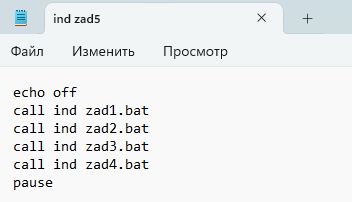 ind zad5
Файл Изменить Просмотр
echo off
call ind zad1.bat
call ind zad2.bat
call ind zad3.bat
call ind zad4.bat
pause